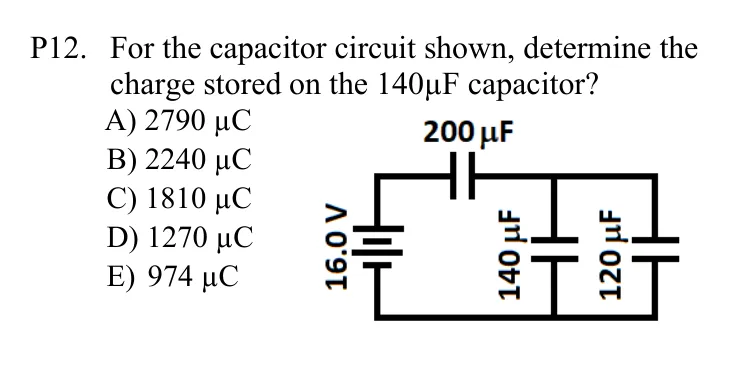 P12. For the capacitor circuit shown, determine the
charge stored on the 140μF capacitor?
A) 2790 μC
B) 2240 μC
C) 1810 μC
D) 1270 μC
E) 974 μC
200 μF
16.0 V
140 μF
120 μF